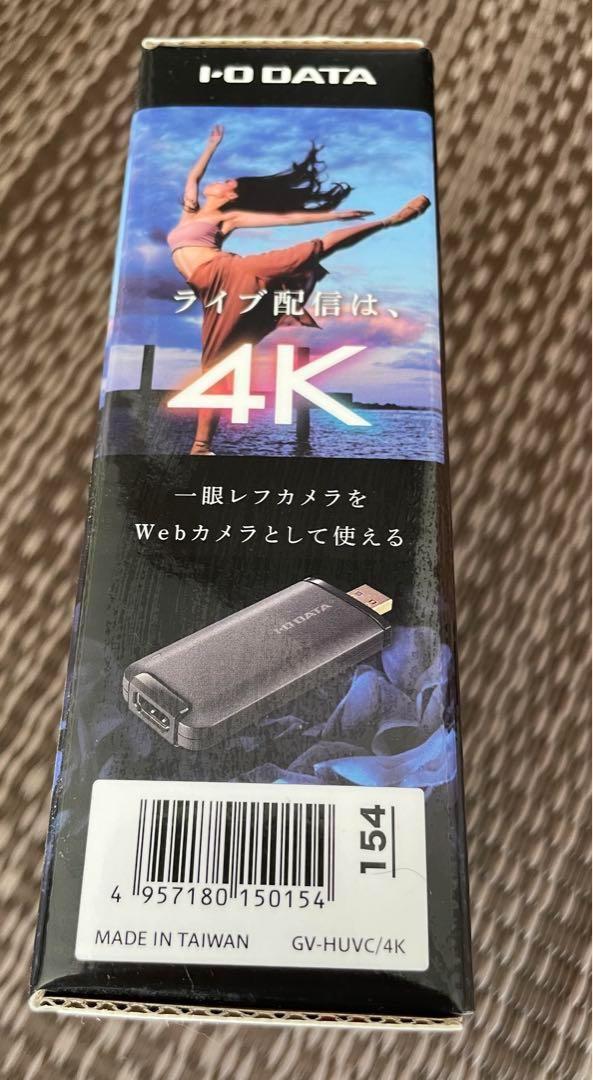 I-O DATA
ライブ配信は、
4K
一眼レフカメラを
Webカメラとして使える
I-O DATA
154
4 957180 150154
MADE IN TAIWAN GV-HUVC/4K